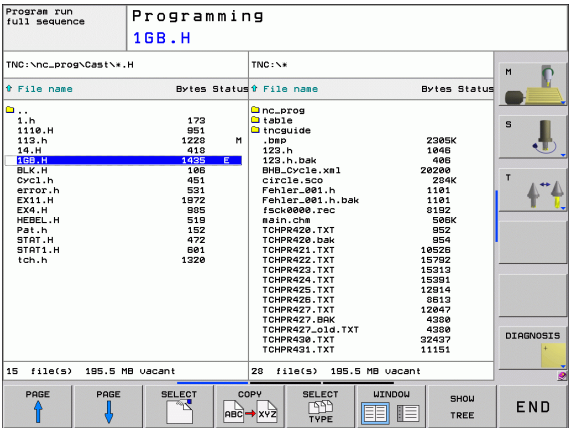 Program run
full sequence
Programming
1GB.H
TNC:\nc_prog\Cast\*.H
File name Bytes Status
..
1.h 173
1110.H 951
113.h 1228 M
14.H 418
1GB.H 1435 E
BLK.H 106
Cycl.h 451
error.h 531
EX11.H 1972
EX4.H 985
HEBEL.H 519
Pat.h 152
STAT.H 472
STAT1.H 601
tch.h 1320
15 file(s) 195.5 MB vacant
TNC:\*
File name Bytes Status
nc_prog
table
tncguide
.bmp 2305K
123.h 1046
123.h.bak 406
BHB_Cycle.xml 20200
circle.sco 284K
Fehler_001.h 1101
Fehler_001.h.bak 1101
fsck0000.rec 8192
main.chm 506K
TCHPR420.TXT 952
TCHPR420.bak 954
TCHPR421.TXT 10526
TCHPR422.TXT 15792
TCHPR423.TXT 15313
TCHPR424.TXT 15391
TCHPR425.TXT 12914
TCHPR426.TXT 8613
TCHPR427.TXT 12047
TCHPR427.BAK 4380
TCHPR427_old.TXT 4380
TCHPR430.TXT 32437
TCHPR431.TXT 11151
28 file(s) 195.5 MB vacant
M
S
T
DIAGNOSIS
PAGE
PAGE
SELECT
COPY
ABC XYZ
SELECT
TYPE
WINDOW
SHOW
TREE
END